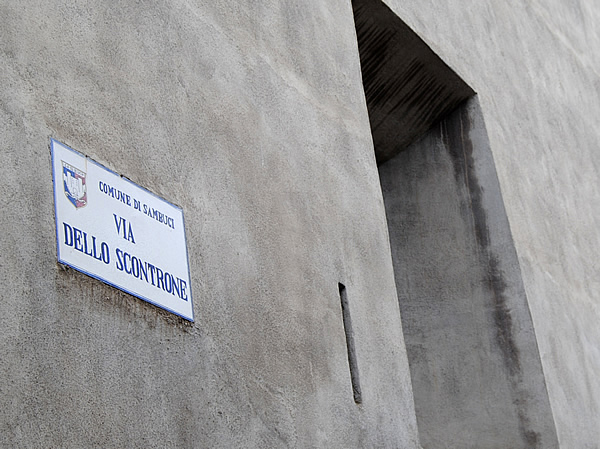 COMUNE DI SAMBUCI
VIA
DELLO SCONTRONE